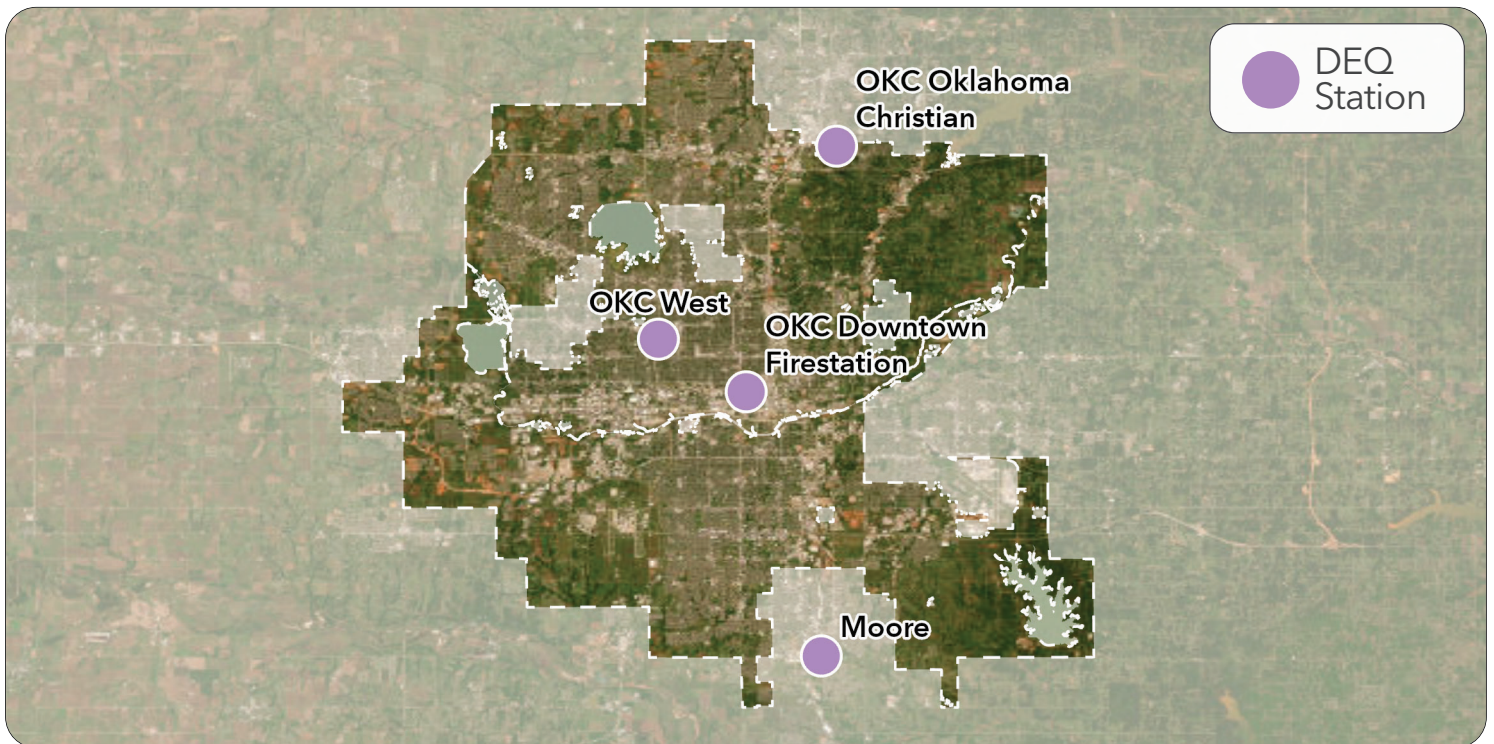 DEQ
Station
OKC Oklahoma
Christian
OKC West
OKC Downtown
Firestation
Moore